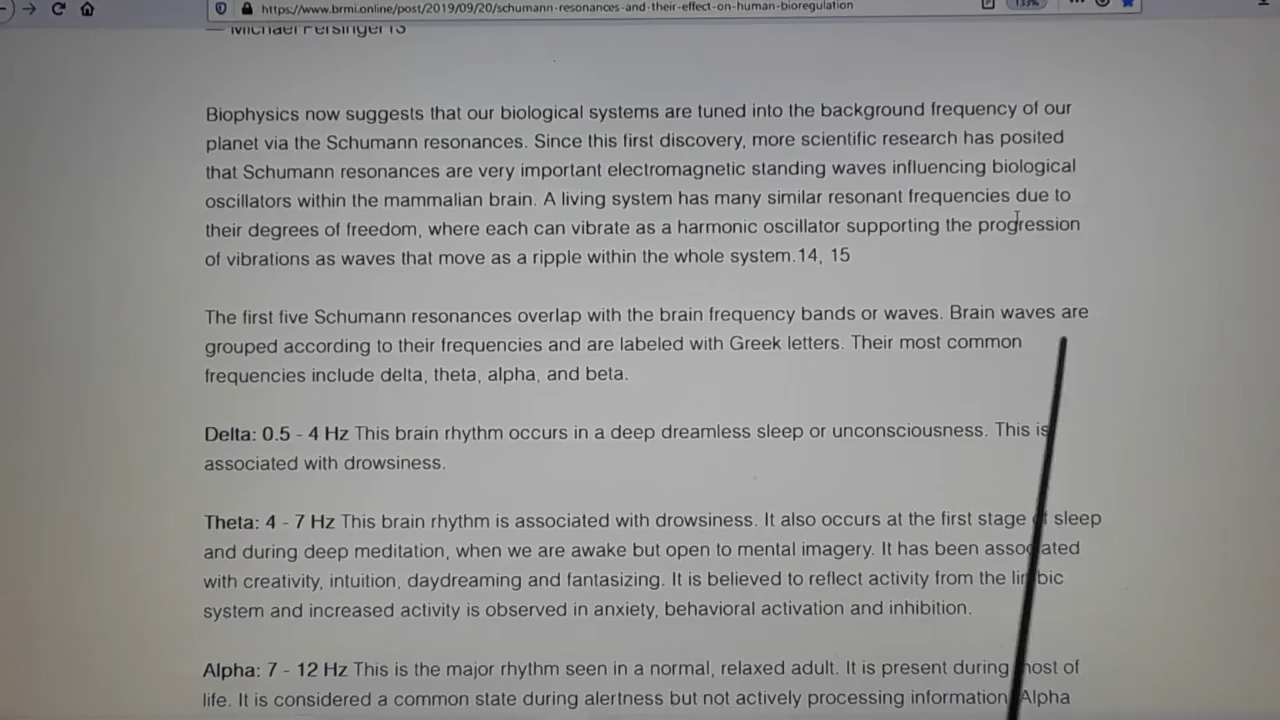 https://www.brmi.online/post/2019/09/20/schumann-resonances-and-their-effect-on-human-bioregulation
133%
— Michael Persinger13
Biophysics now suggests that our biological systems are tuned into the background frequency of our
planet via the Schumann resonances. Since this first discovery, more scientific research has posited
that Schumann resonances are very important electromagnetic standing waves influencing biological
oscillators within the mammalian brain. A living system has many similar resonant frequencies due to
their degrees of freedom, where each can vibrate as a harmonic oscillator supporting the progression
of vibrations as waves that move as a ripple within the whole system.14, 15
The first five Schumann resonances overlap with the brain frequency bands or waves. Brain waves are
grouped according to their frequencies and are labeled with Greek letters. Their most common
frequencies include delta, theta, alpha, and beta.
Delta: 0.5 - 4 Hz This brain rhythm occurs in a deep dreamless sleep or unconsciousness. This is
associated with drowsiness.
Theta: 4 - 7 Hz This brain rhythm is associated with drowsiness. It also occurs at the first stage of sleep
and during deep meditation, when we are awake but open to mental imagery. It has been associated
with creativity, intuition, daydreaming and fantasizing. It is believed to reflect activity from the limbic
system and increased activity is observed in anxiety, behavioral activation and inhibition.
Alpha: 7 - 12 Hz This is the major rhythm seen in a normal, relaxed adult. It is present during most of
life. It is considered a common state during alertness but not actively processing information. Alpha